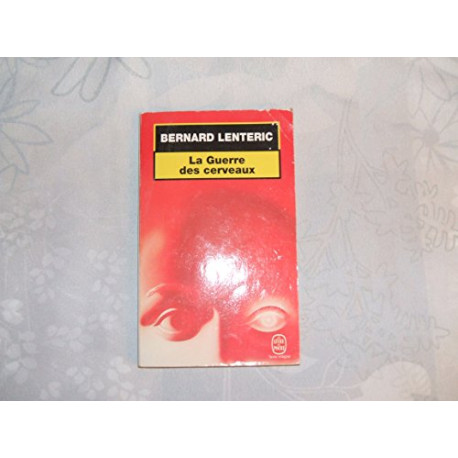 BERNARD LENTERIC
La Guerre
des cerveaux